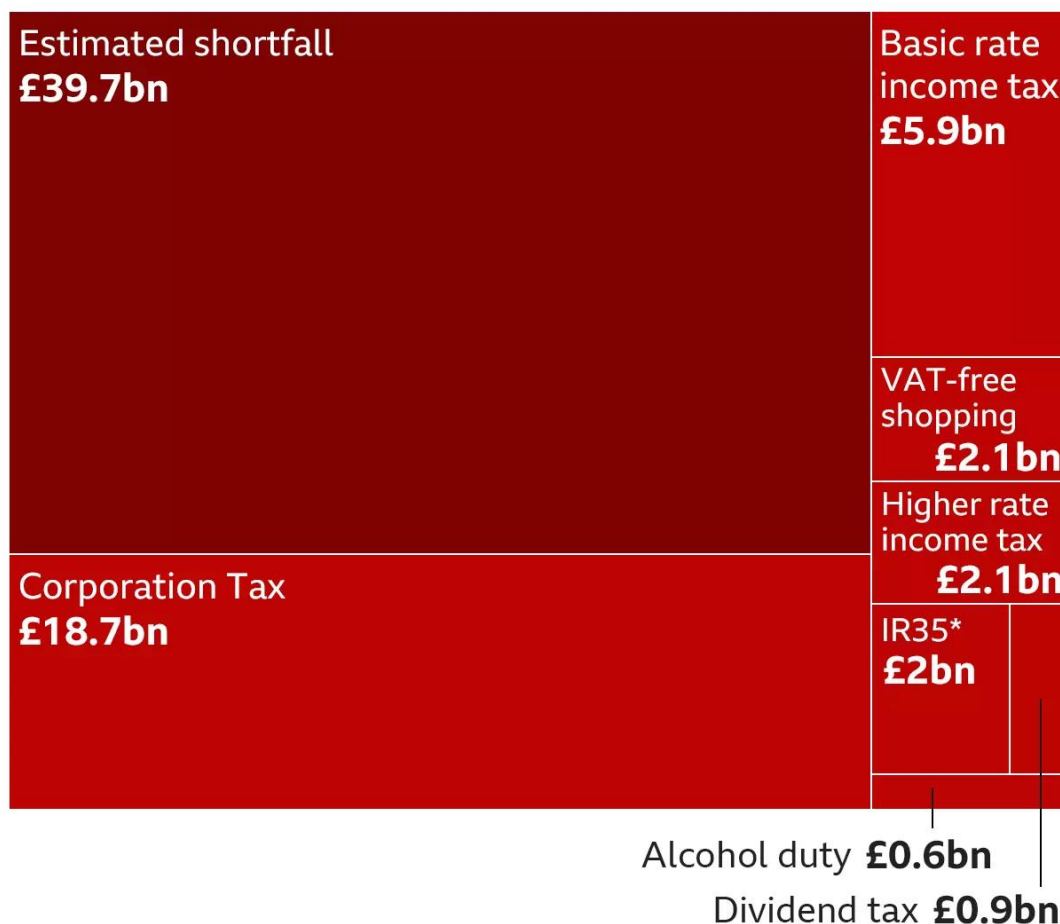 Estimated shortfall
£39.7bn
Basic rate
income tax
£5.9bn
VAT-free
shopping
£2.1bn
Higher rate
income tax
£2.1bn
Corporation Tax
£18.7bn
IR35*
£2bn
Alcohol duty £0.6bn
Dividend tax £0.9bn